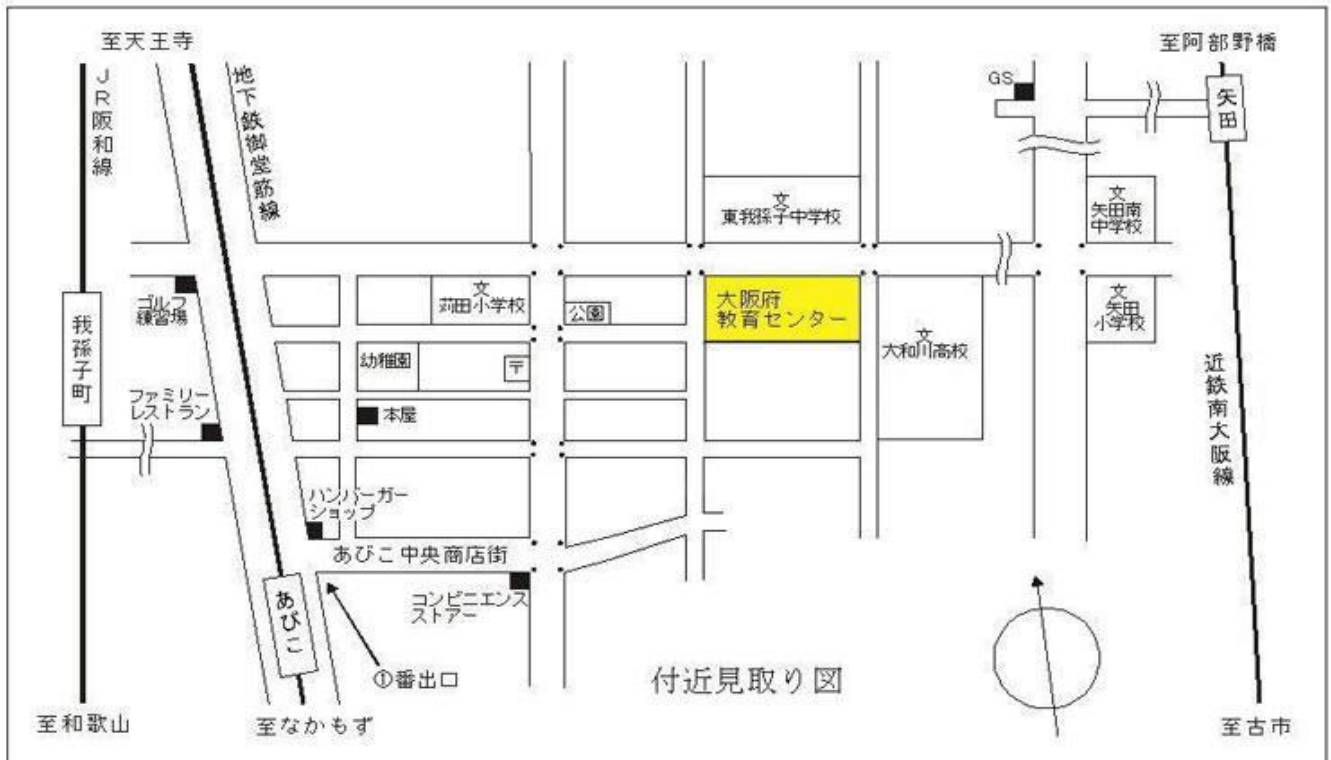 至天王寺
至阿部野橋
JR阪和線
地下鉄御堂筋線
GS
矢田
文
東我孫子中学校
文
矢田南
中学校
ゴルフ
練習場
文
苅田小学校
公園
大阪府
教育センター
文
大和川高校
文
矢田
小学校
我孫子町
幼稚園
〒
近鉄南大阪線
ファミリー
レストラン
本屋
ハンバーガー
ショップ
あびこ中央商店街
あびこ
コンビニエンス
ストアー
①番出口
付近見取り図
至和歌山
至なかもず
至古市